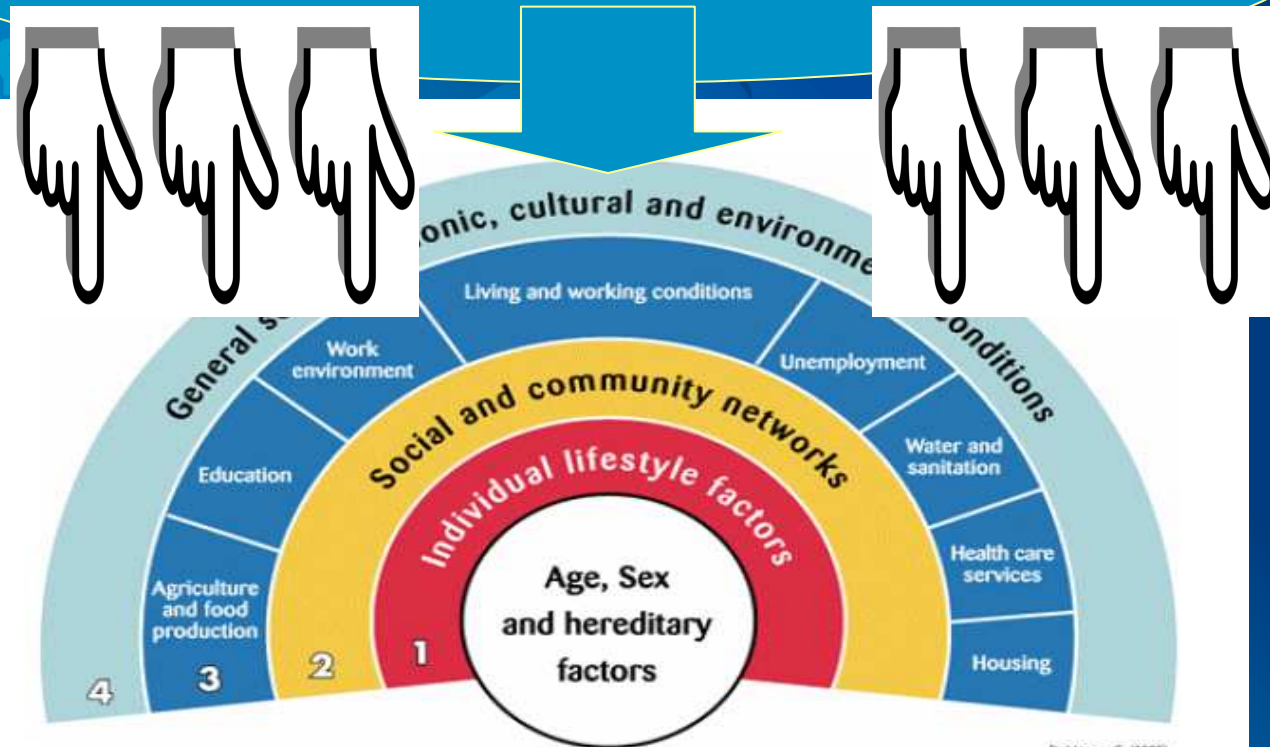 General s
onic, cultural and environme
onditions
Living and working conditions
Work
environment
Unemployment
Education
Water and
sanitation
Agriculture
and food
production
Health care
services
Housing
Social and community networks
Individual lifestyle factors
Age, Sex
and hereditary
factors
4
3
2
1